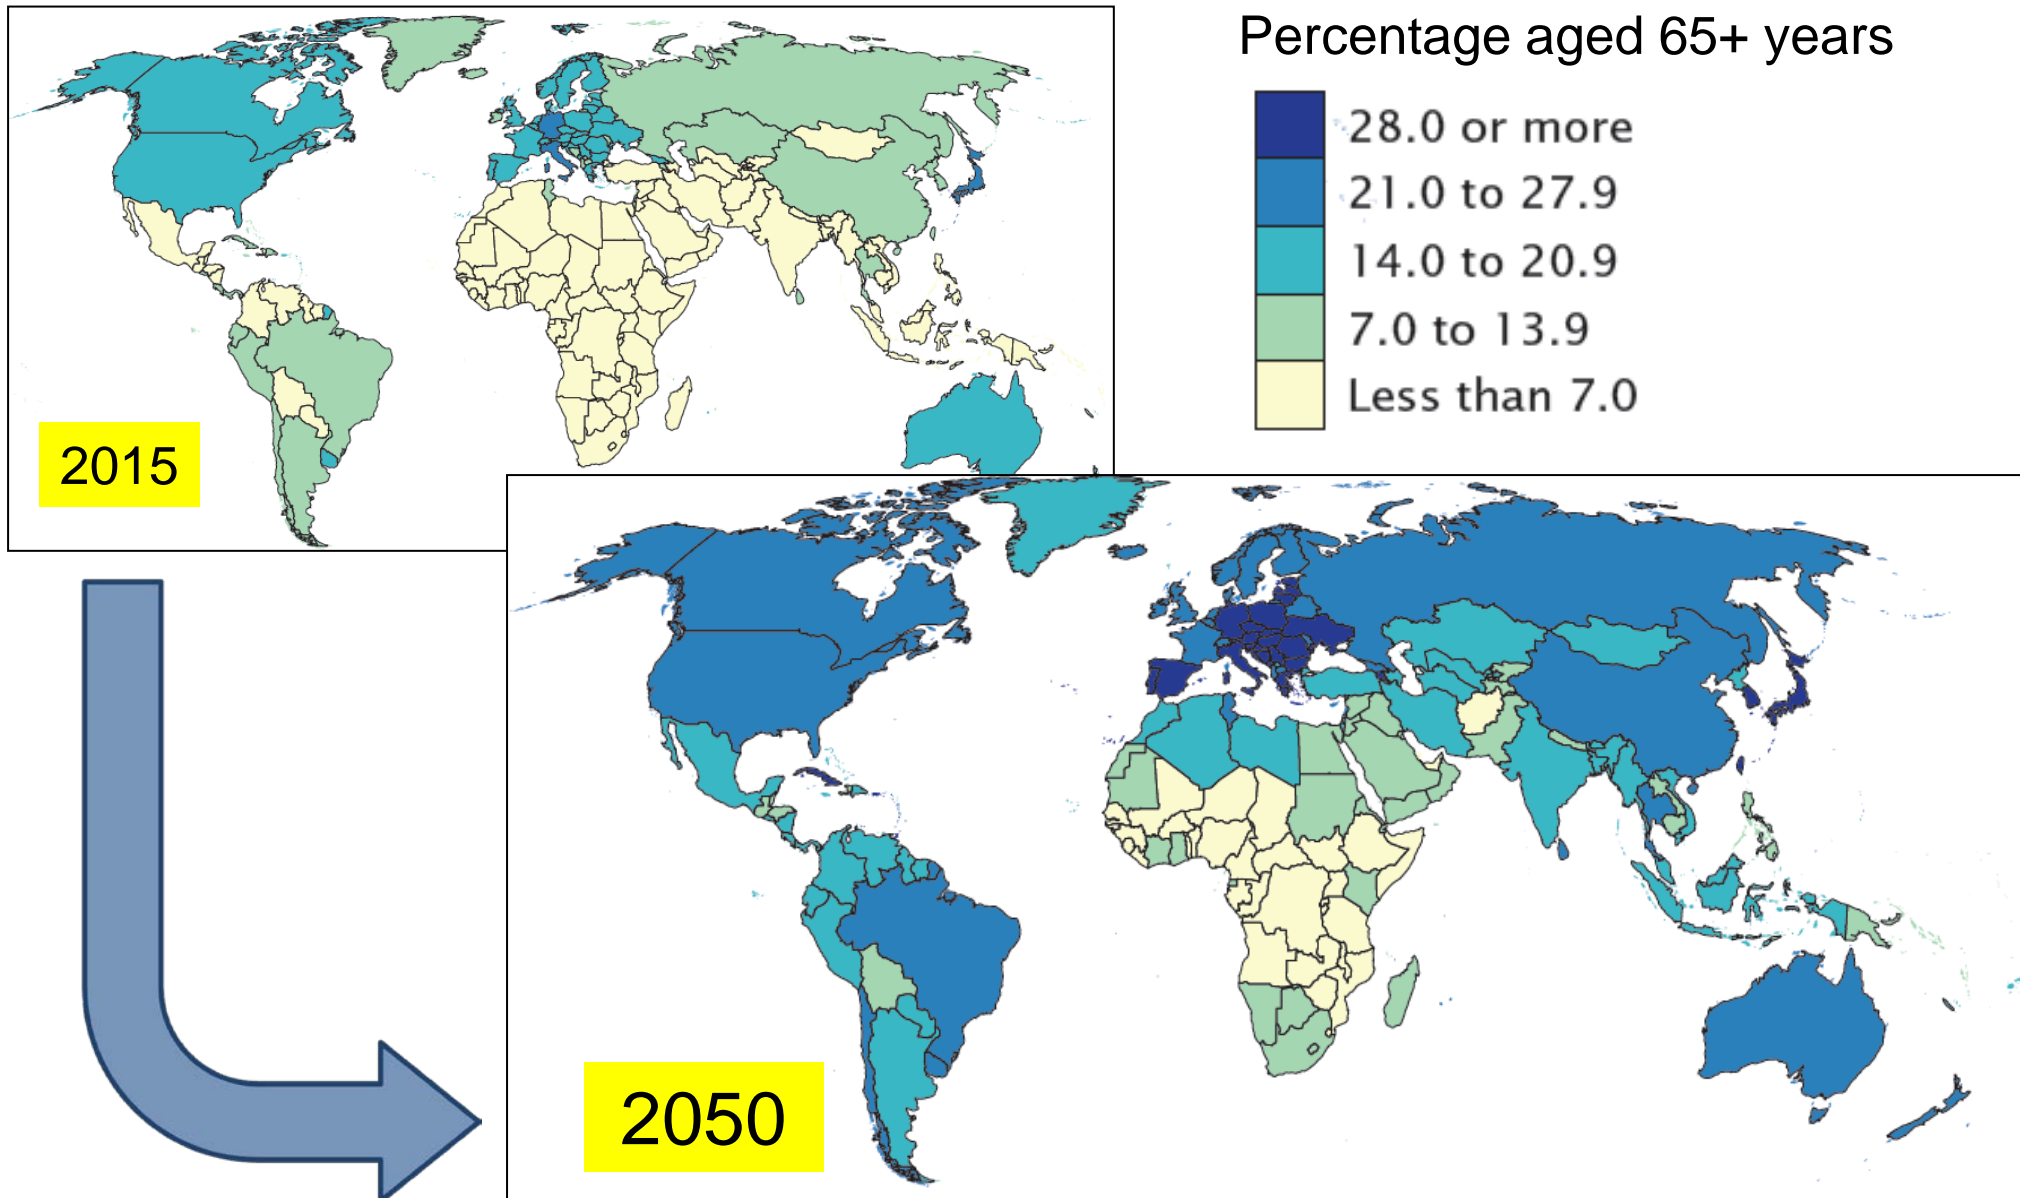 Percentage aged 65+ years
28.0 or more
21.0 to 27.9
14.0 to 20.9
7.0 to 13.9
Less than 7.0
2015
2050